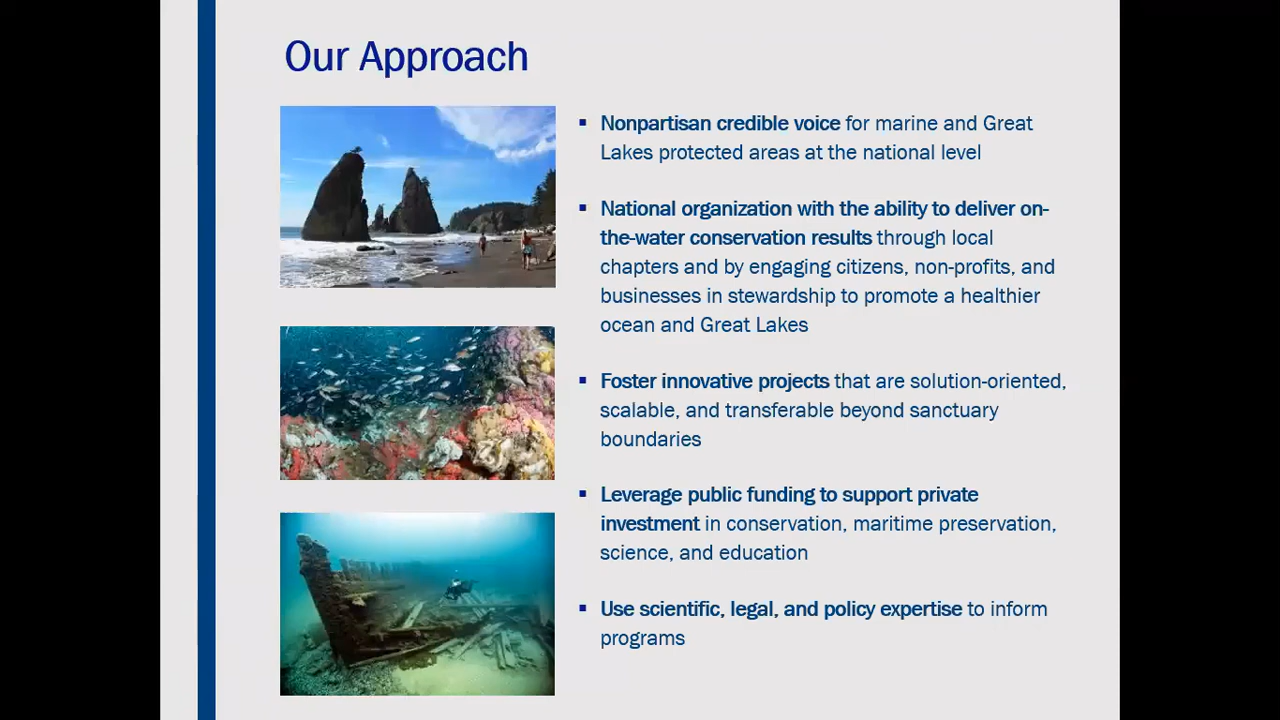 Our Approach
▪ Nonpartisan credible voice for marine and Great
Lakes protected areas at the national level
▪ National organization with the ability to deliver on-
the-water conservation results through local
chapters and by engaging citizens, non-profits, and
businesses in stewardship to promote a healthier
ocean and Great Lakes
▪ Foster innovative projects that are solution-oriented,
scalable, and transferable beyond sanctuary
boundaries
▪ Leverage public funding to support private
investment in conservation, maritime preservation,
science, and education
▪ Use scientific, legal, and policy expertise to inform
programs